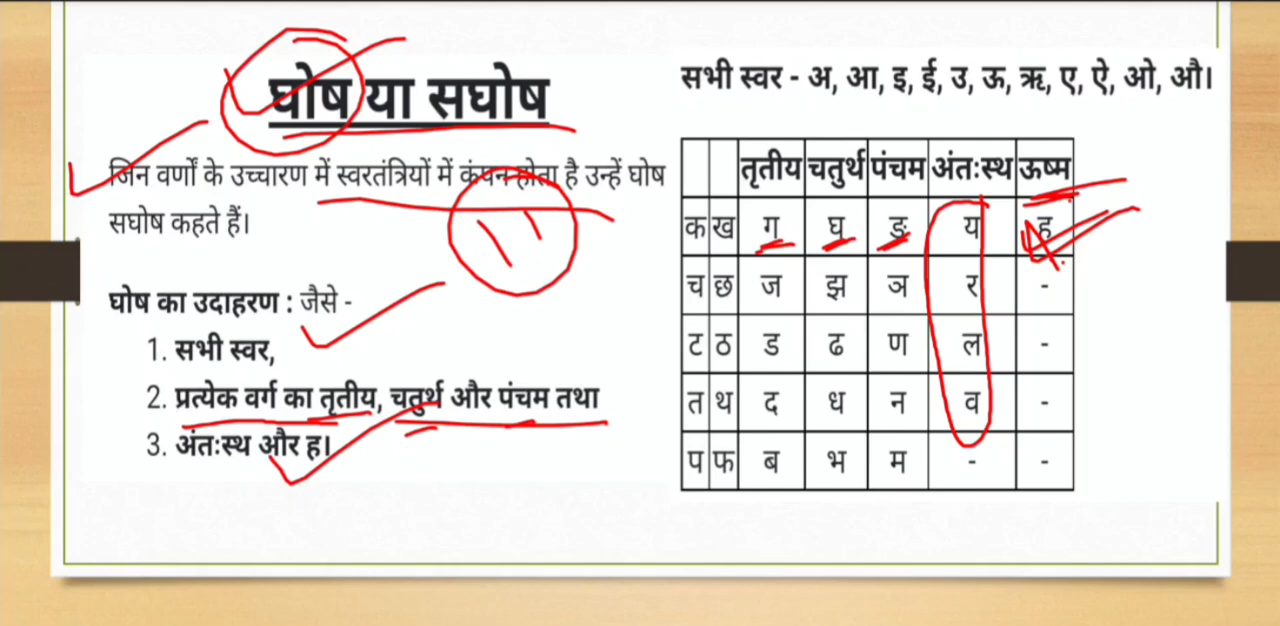 घोष या सघोष
जिन वर्णों के उच्चारण में स्वरतंत्रियों में कंपन होता है उन्हें घोष
सघोष कहते हैं।
घोष का उदाहरण : जैसे -
1. सभी स्वर,
2. प्रत्येक वर्ग का तृतीय, चतुर्थ और पंचम तथा
3. अंतःस्थ और ह।
सभी स्वर - अ, आ, इ, ई, उ, ऊ, ऋ, ए, ऐ, ओ, औ।
तृतीय चतुर्थ पंचम अंतःस्थ ऊष्म
क ख ग घ ङ य ह
च छ ज झ ञ र -
ट ठ ड ढ ण ल -
त थ द ध न व -
प फ ब भ म - -